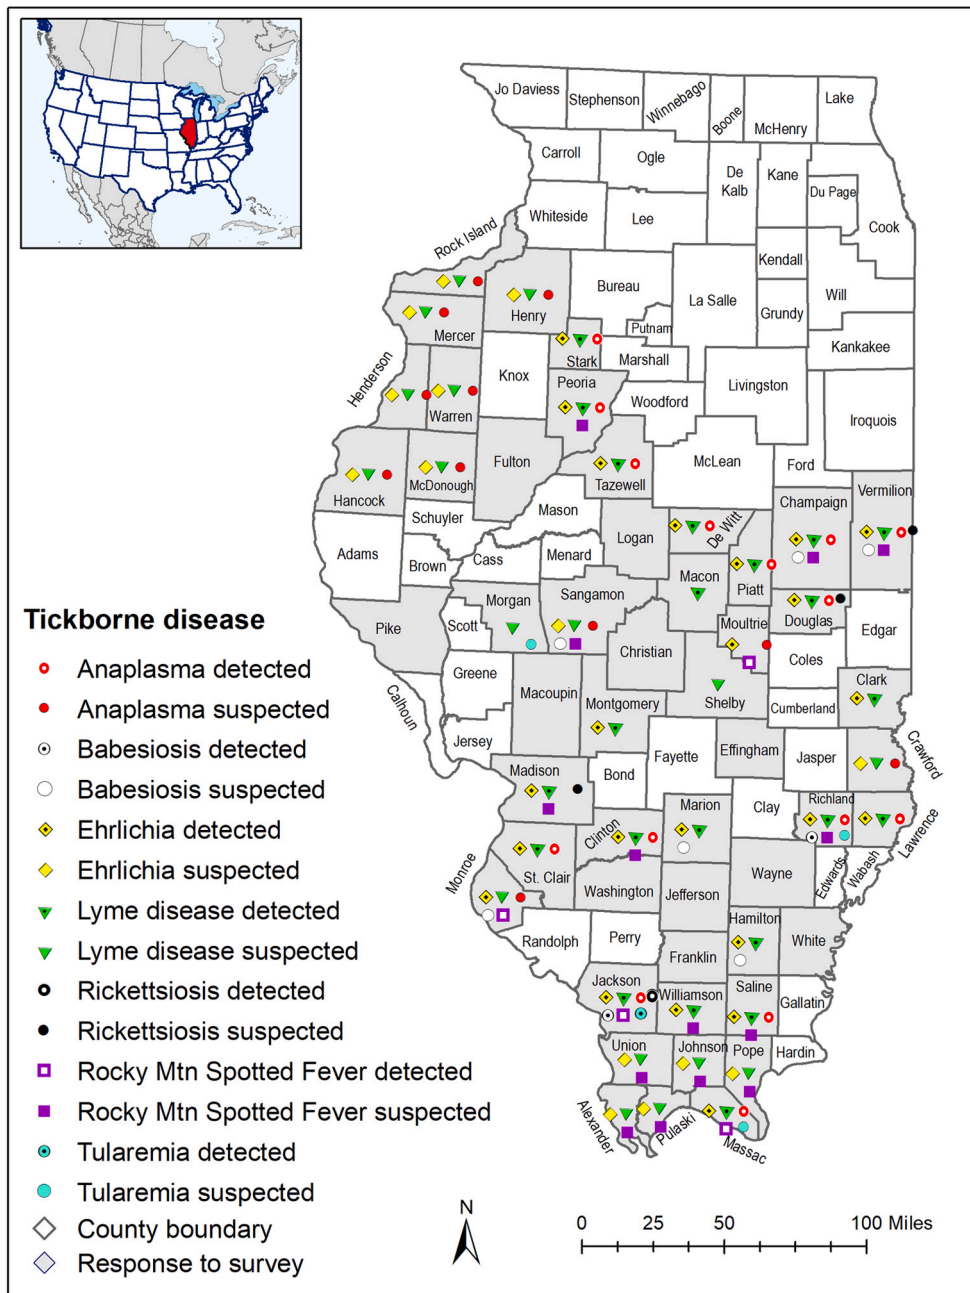 Jo Daviess
Stephenson
Winnebago
Boone
McHenry
Lake
Carroll
Ogle
De
Kalb
Kane
Du Page
Cook
Whiteside
Lee
Kendall
Will
Rock Island
Bureau
La Salle
Grundy
Henry
Putnam
Kankakee
Mercer
Stark
Marshall
Henderson
Knox
Peoria
Livingston
Warren
Woodford
Iroquois
Fulton
McLean
Ford
Hancock
McDonough
Tazewell
Vermilion
Champaign
Schuyler
Mason
Logan
De Witt
Adams
Brown
Cass
Menard
Macon
Piatt
Morgan
Sangamon
Moultrie
Douglas
Pike
Scott
Christian
Edgar
Coles
Greene
Clark
Calhoun
Macoupin
Montgomery
Shelby
Cumberland
Jersey
Fayette
Effingham
Jasper
Crawford
Madison
Bond
Clay
Richland
Marion
Clinton
Lawrence
Monroe
St. Clair
Washington
Jefferson
Wayne
Edwards
Wabash
Randolph
Perry
Hamilton
White
Franklin
Jackson
Williamson
Saline
Gallatin
Union
Johnson
Pope
Hardin
Alexander
Pulaski
Massac
Tickborne disease
Anaplasma detected
Anaplasma suspected
Babesiosis detected
Babesiosis suspected
Ehrlichia detected
Ehrlichia suspected
Lyme disease detected
Lyme disease suspected
Rickettsiosis detected
Rickettsiosis suspected
Rocky Mtn Spotted Fever detected
Rocky Mtn Spotted Fever suspected
Tularemia detected
Tularemia suspected
County boundary
Response to survey
N
0 25 50 100 Miles